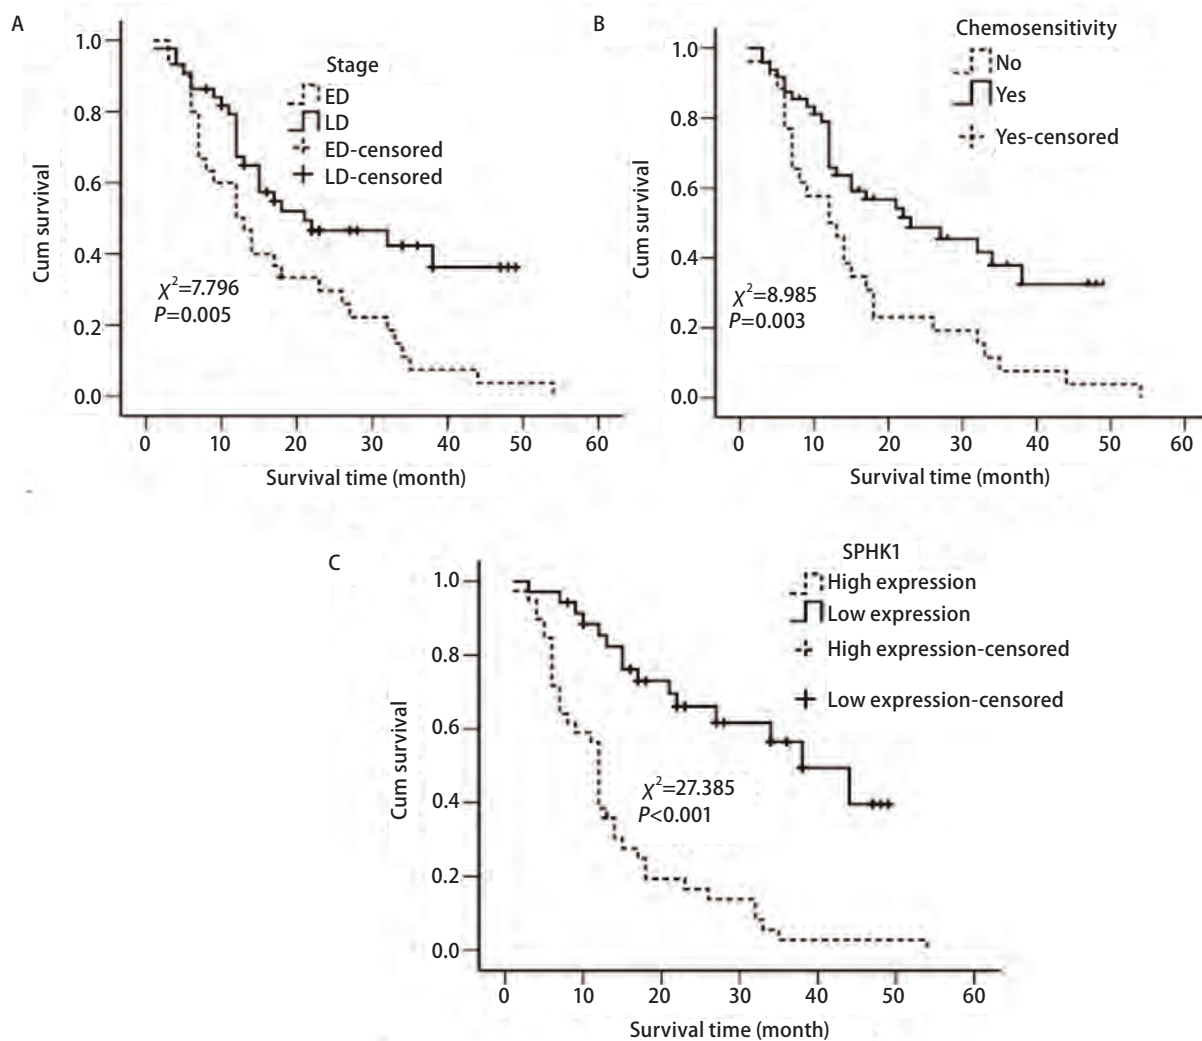 A
Stage
ED
LD
ED-censored
LD-censored
Cum survival
1.0
0.8
0.6
0.4
0.2
0.0
χ²=7.796
P=0.005
0 10 20 30 40 50 60
Survival time (month)
B
Chemosensitivity
No
Yes
Yes-censored
Cum survival
1.0
0.8
0.6
0.4
0.2
0.0
χ²=8.985
P=0.003
0 10 20 30 40 50 60
Survival time (month)
C
SPHK1
High expression
Low expression
High expression-censored
Low expression-censored
Cum survival
1.0
0.8
0.6
0.4
0.2
0.0
χ²=27.385
P<0.001
0 10 20 30 40 50 60
Survival time (month)